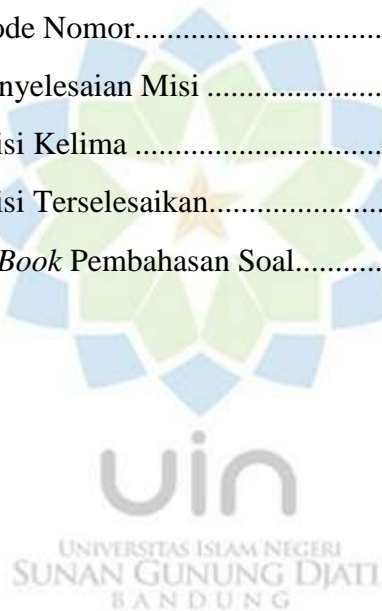 ode Nomor...................................
nyelesaian Misi ............................
isi Kelima ...................................
isi Terselesaikan..........................
Book Pembahasan Soal............
uin
UNIVERSITAS ISLAM NEGERI
SUNAN GUNUNG DJATI
BANDUNG